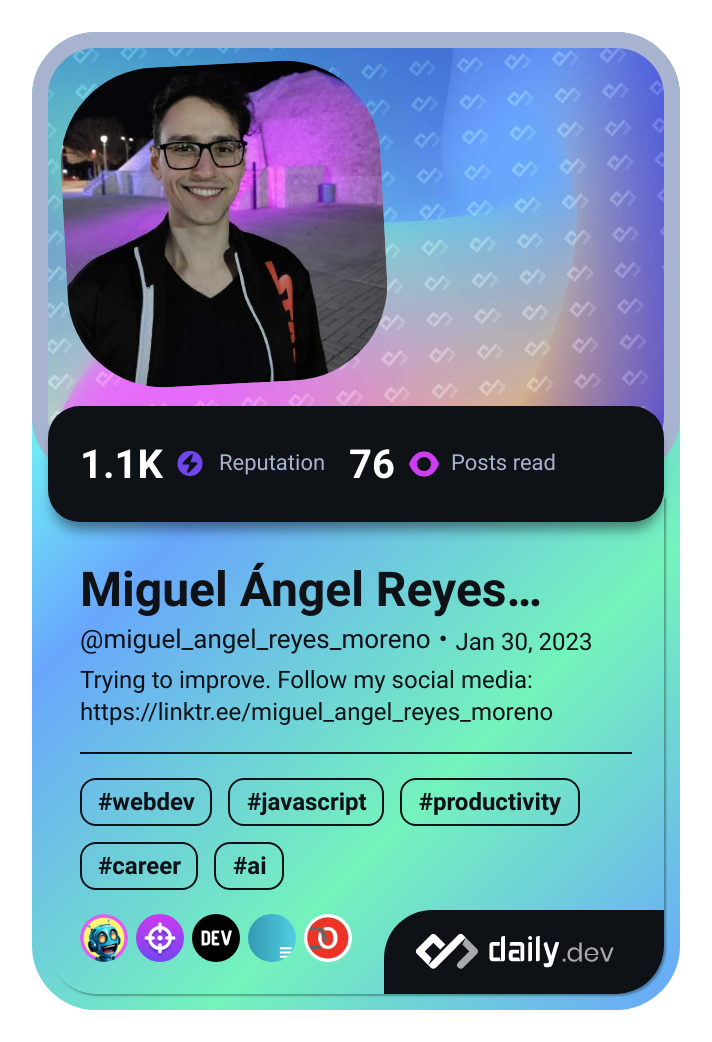 1.1K Reputation 76 Posts read
Miguel Ángel Reyes...
@miguel_angel_reyes_moreno • Jan 30, 2023
Trying to improve. Follow my social media:
https://linktr.ee/miguel_angel_reyes_moreno
#webdev #javascript #productivity
#career #ai
DEV
daily.dev